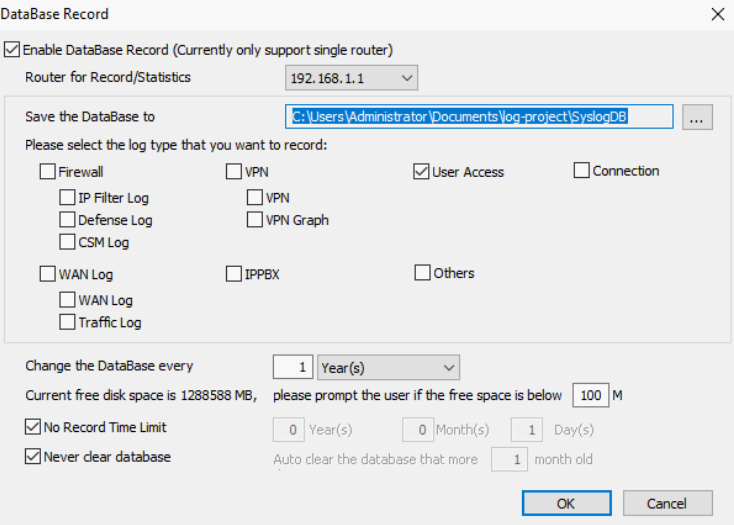 DataBase Record
Enable DataBase Record (Currently only support single router)
Router for Record/Statistics 192.168.1.1
Save the DataBase to C:\Users\Administrator\Documents\log-project\SyslogDB ...
Please select the log type that you want to record:
Firewall VPN User Access Connection
IP Filter Log VPN
Defense Log VPN Graph
CSM Log
WAN Log IPPBX Others
WAN Log
Traffic Log
Change the DataBase every 1 Year(s)
Current free disk space is 1288588 MB, please prompt the user if the free space is below 100 M
No Record Time Limit 0 Year(s) 0 Month(s) 1 Day(s)
Never clear database Auto clear the database that more 1 month old
OK Cancel